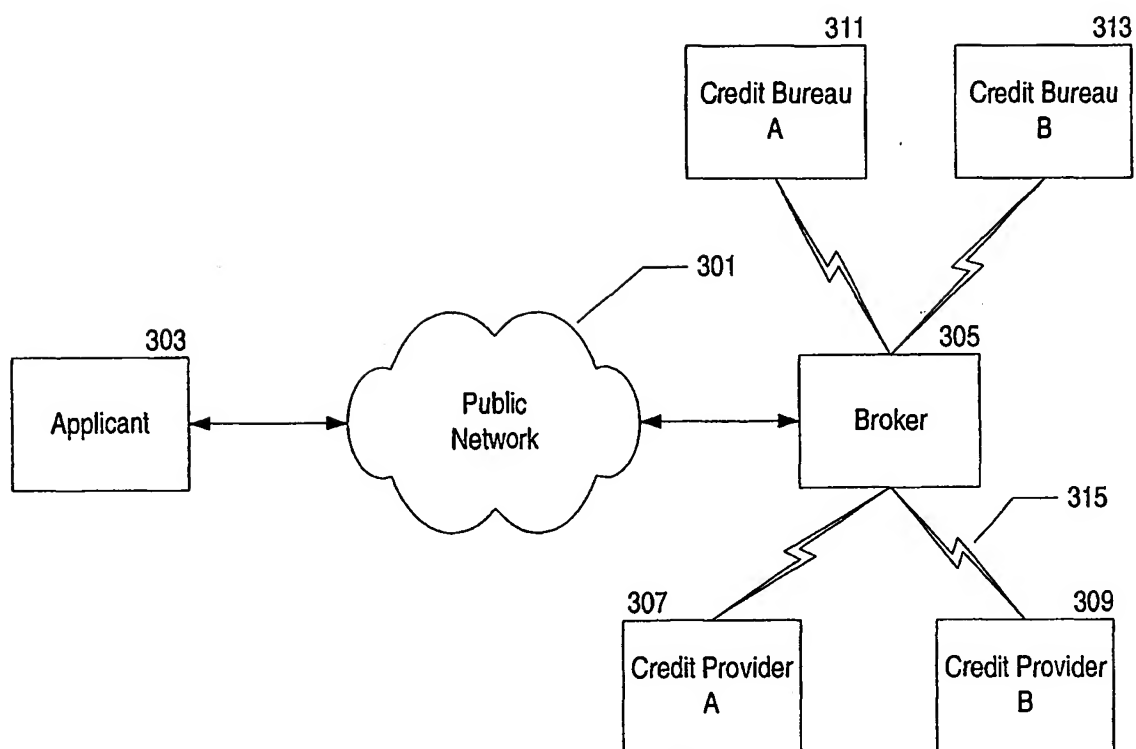 311
Credit Bureau
A
313
Credit Bureau
B
301
303
Applicant
Public
Network
305
Broker
315
307
Credit Provider
A
309
Credit Provider
B